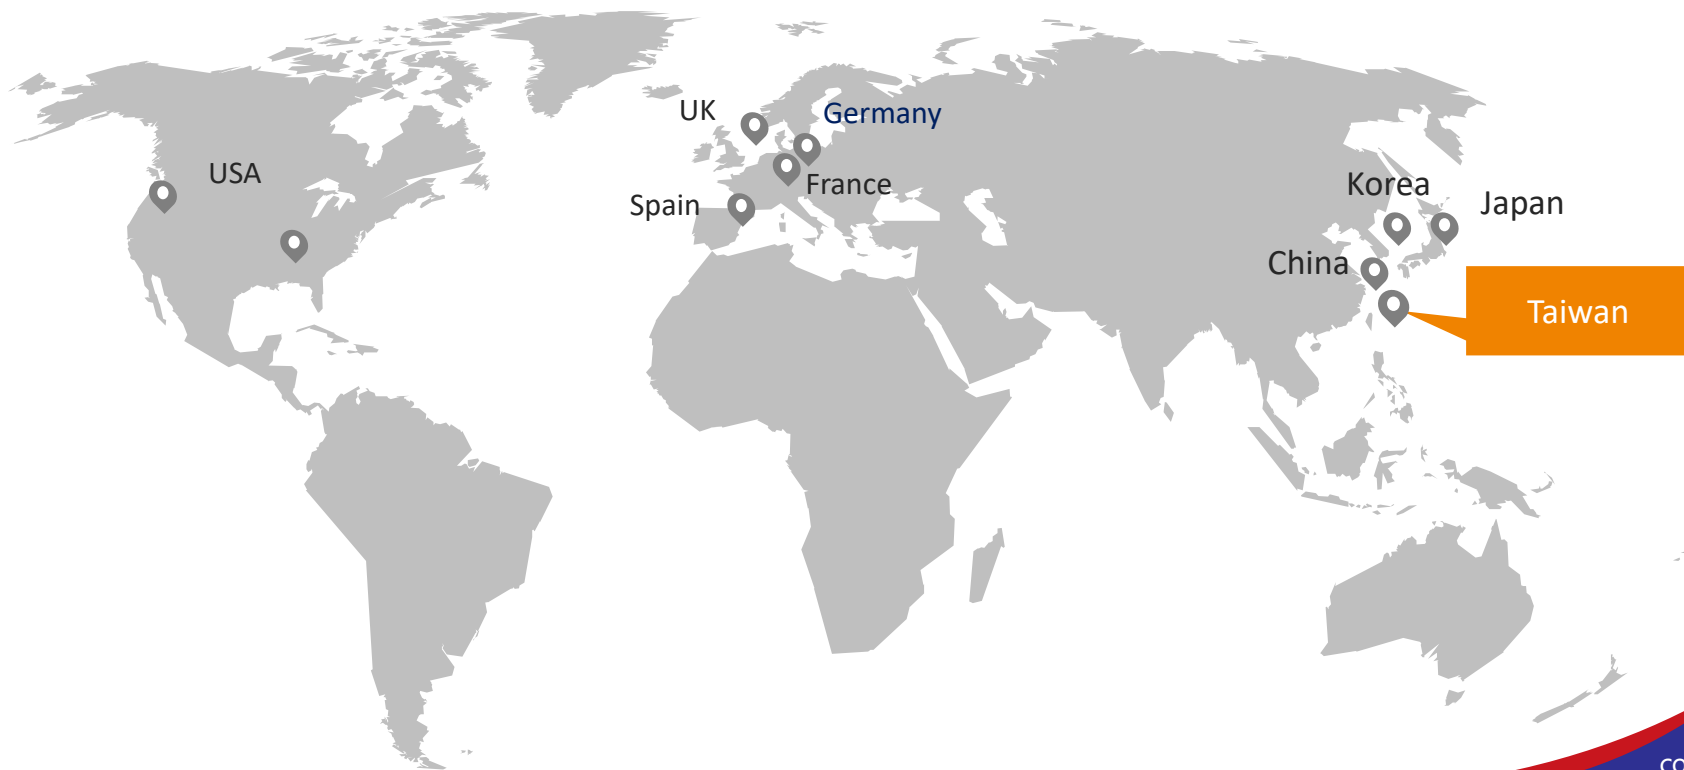 UK
Germany
USA
France
Spain
Korea
Japan
China
Taiwan